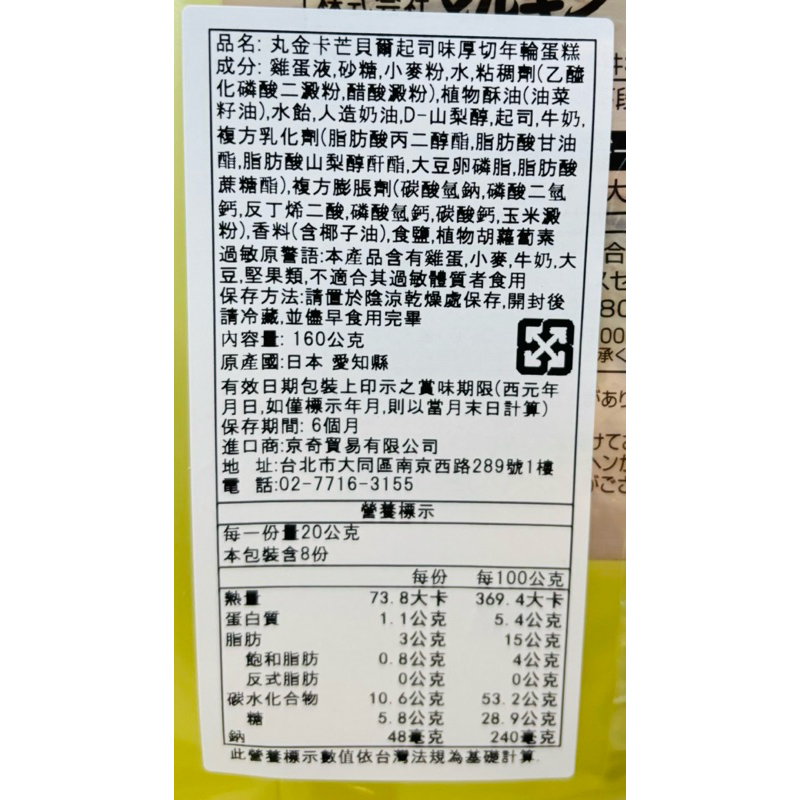 株式会社マルキン
品名: 丸金卡芒貝爾起司味厚切年輪蛋糕
成分: 雞蛋液,砂糖,小麥粉,水,粘稠劑(乙醯
化磷酸二澱粉,醋酸澱粉),植物酥油(油菜
籽油),水飴,人造奶油,D-山梨醇,起司,牛奶,
複方乳化劑(脂肪酸丙二醇酯,脂肪酸甘油
酯,脂肪酸山梨醇酐酯,大豆卵磷脂,脂肪酸
蔗糖酯),複方膨脹劑(碳酸氫鈉,磷酸二氫
鈣,反丁烯二酸,磷酸氫鈣,碳酸鈣,玉米澱
粉),香料(含椰子油),食鹽,植物胡蘿蔔素
過敏原警語:本產品含有雞蛋,小麥,牛奶,大
豆,堅果類,不適合其過敏體質者食用
保存方法:請置於陰涼乾燥處保存,開封後
請冷藏,並儘早食用完畢
內容量: 160公克
原產國:日本 愛知縣
有效日期包裝上印示之賞味期限(西元年
月日,如僅標示年月,則以當月末日計算)
保存期間: 6個月
進口商:京奇貿易有限公司
地 址:台北市大同區南京西路289號1樓
電 話:02-7716-3155
營養標示
每一份量20公克
本包裝含8份
每份 每100公克
熱量 73.8大卡 369.4大卡
蛋白質 1.1公克 5.4公克
脂肪 3公克 15公克
飽和脂肪 0.8公克 4公克
反式脂肪 0公克 0公克
碳水化合物 10.6公克 53.2公克
糖 5.8公克 28.9公克
鈉 48毫克 240毫克
此營養標示數值依台灣法規為基礎計算.